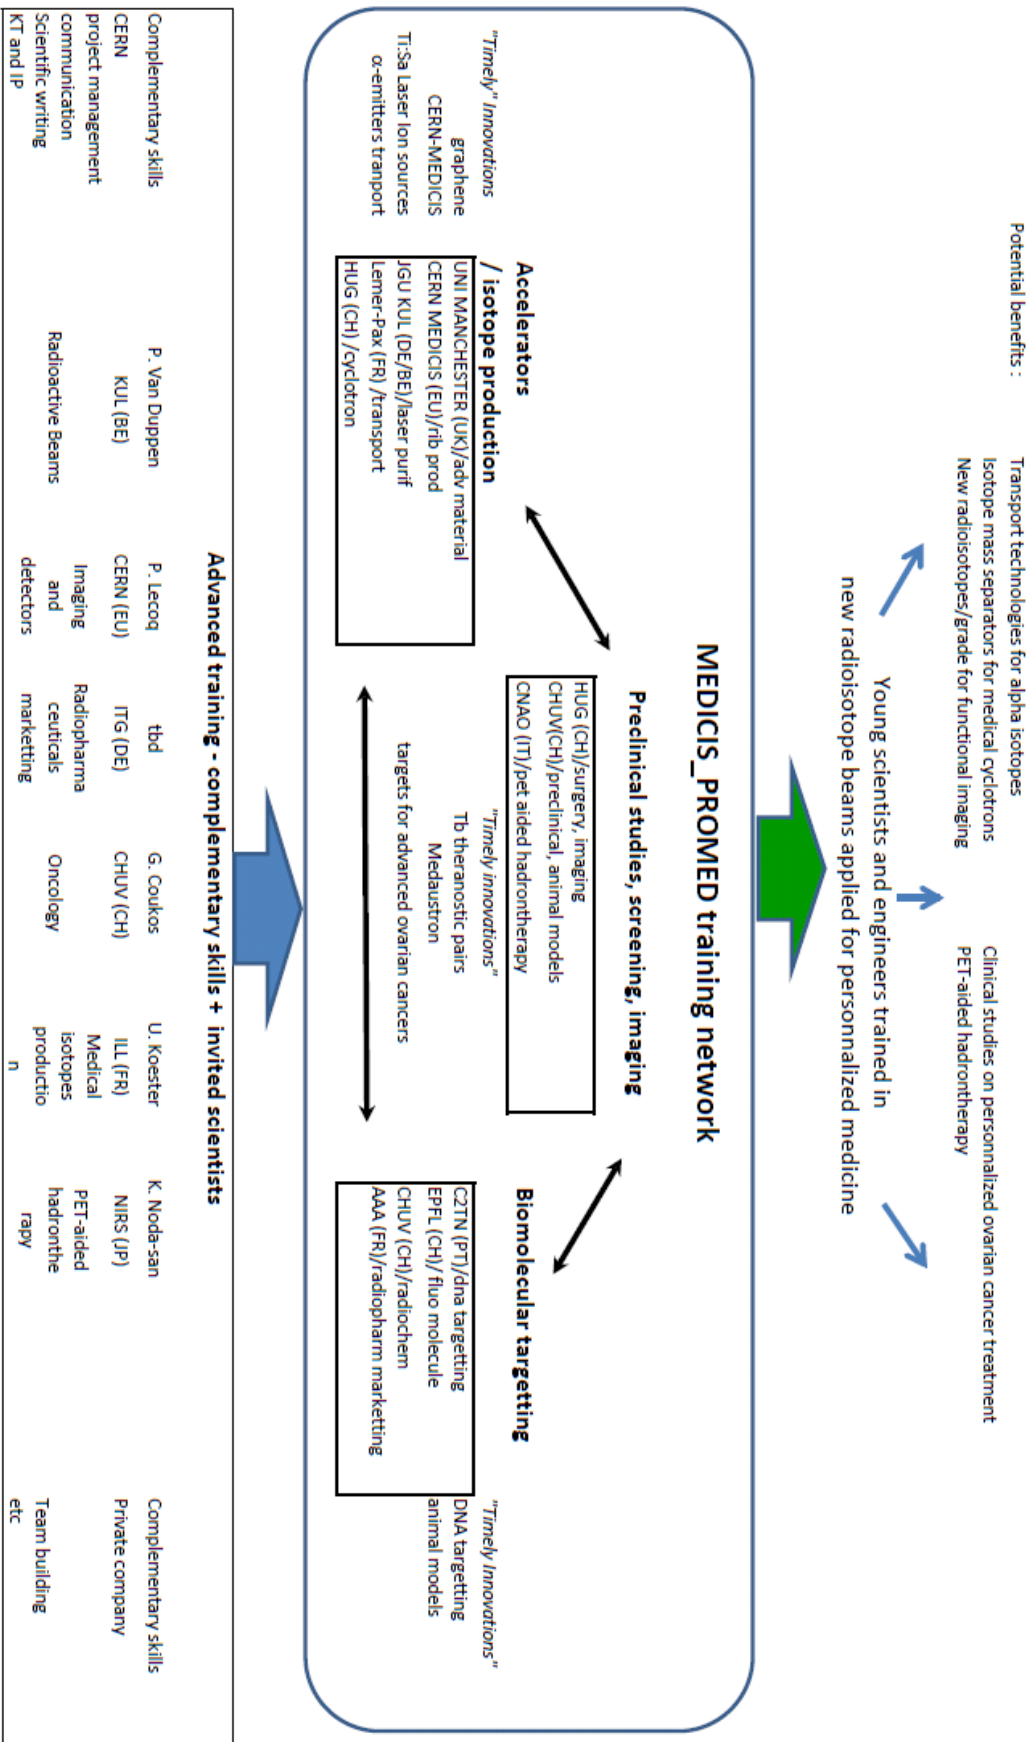 Potential benefits :
Transport technologies for alpha isotopes
Isotope mass separators for medical cyclotrons
New radioisotopes/grade for functional imaging
Clinical studies on personnalized ovarian cancer treatment
PET-aided hadrontherapy
Young scientists and engineers trained in
new radioisotope beams applied for personnalized medicine
MEDICIS_PROMED training network
Preclinical studies, screening, imaging
HUG (CH)/surgery, imaging
CHUV(CH)/preclinical, animal models
CNAO (IT)/pet aided hadrontherapy
"Timely innovations"
Tb theranostic pairs
Medaustron
targets for advanced ovarian cancers
"Timely" Innovations
graphene
CERN-MEDICIS
Ti:Sa Laser Ion sources
α-emitters tranport
Accelerators
/ isotope production
UNI MANCHESTER (UK)/adv material
CERN MEDICIS (EU)/rib prod
JGU KUL (DE/BE)/laser purif
Lemer-Pax (FR) /transport
HUG (CH) /cyclotron
Biomolecular targetting
C2TN (PT)/dna targetting
EPFL (CH)/ fluo molecule
CHUV (CH)/radiochem
AAA (FR)/radiopharm marketting
"Timely Innovations"
DNA targetting
animal models
Advanced training - complementary skills + invited scientists
Complementary skills
CERN
project management
communication
Scientific writing
KT and IP
P. Van Duppen
KUL (BE)
Radioactive Beams
P. Lecoq
CERN (EU)
Imaging
and
detectors
tbd
ITG (DE)
Radiopharma
ceuticals
marketting
G. Coukos
CHUV (CH)
Oncology
U. Koester
ILL (FR)
Medical
isotopes
productio
n
K. Noda-san
NIRS (JP)
PET-aided
hadronthe
rapy
Complementary skills
Private company
Team building
etc